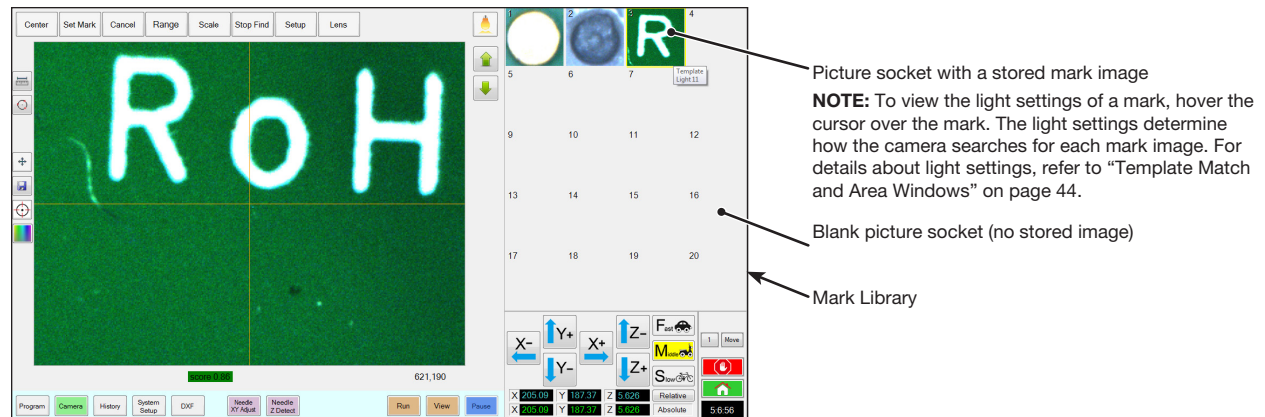 Center Set Mark Cancel Range Scale Stop Find Setup Lens
RoH
score 0.86
621,190
1 2 3 R 4
Template
Light 11
5 6 7
9 10 11 12
13 14 15 16
17 18 19 20
X- Y+ X+ Z- Fast
Y- Z+ Middle
Slow
1 Move
X 205.09 Y 187.37 Z 5.626 Relative
X 205.09 Y 187.37 Z 5.626 Absolute
5:6:56
Program Camera History System Setup DXF Needle XY Adjust Needle Z Detect Run View Pause
Picture socket with a stored mark image
NOTE: To view the light settings of a mark, hover the
cursor over the mark. The light settings determine
how the camera searches for each mark image. For
details about light settings, refer to “Template Match
and Area Windows” on page 44.
Blank picture socket (no stored image)
Mark Library